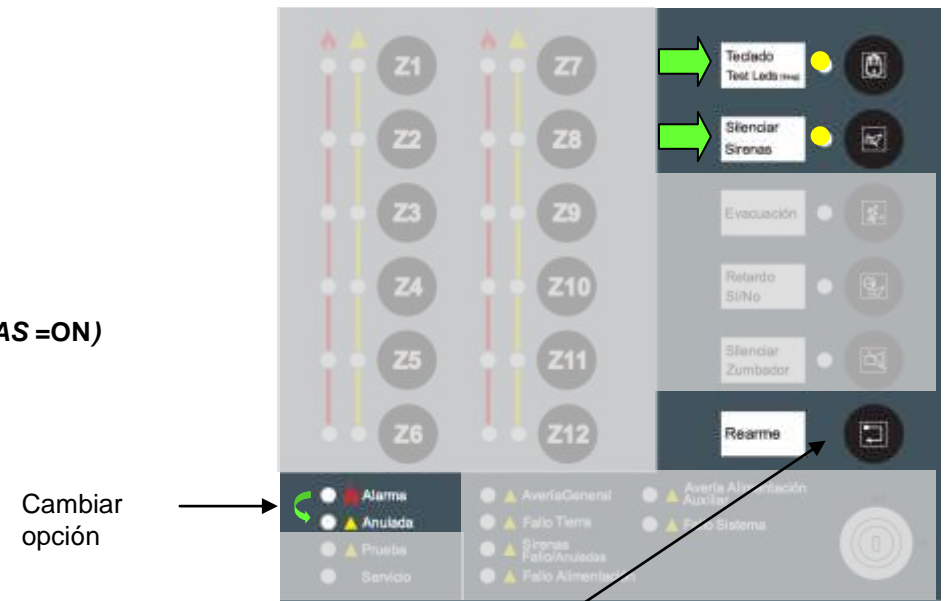 Z1
Z7
Teclado
Test Leds
Z2
Z8
Silenciar
Sirenas
Z3
Z9
Evacuación
Z4
Z10
Retardo
Sí/No
AS =ON)
Z5
Z11
Silenciar
Zumbador
Z6
Z12
Rearme
Cambiar
opción
Alarma
Anulada
Prueba
Servicio
AveríaGeneral
Fallo Tierra
Sirenas
Fallo/Anuladas
Fallo Alimentación
Avería Alimentación
Auxiliar
Fallo Sistema